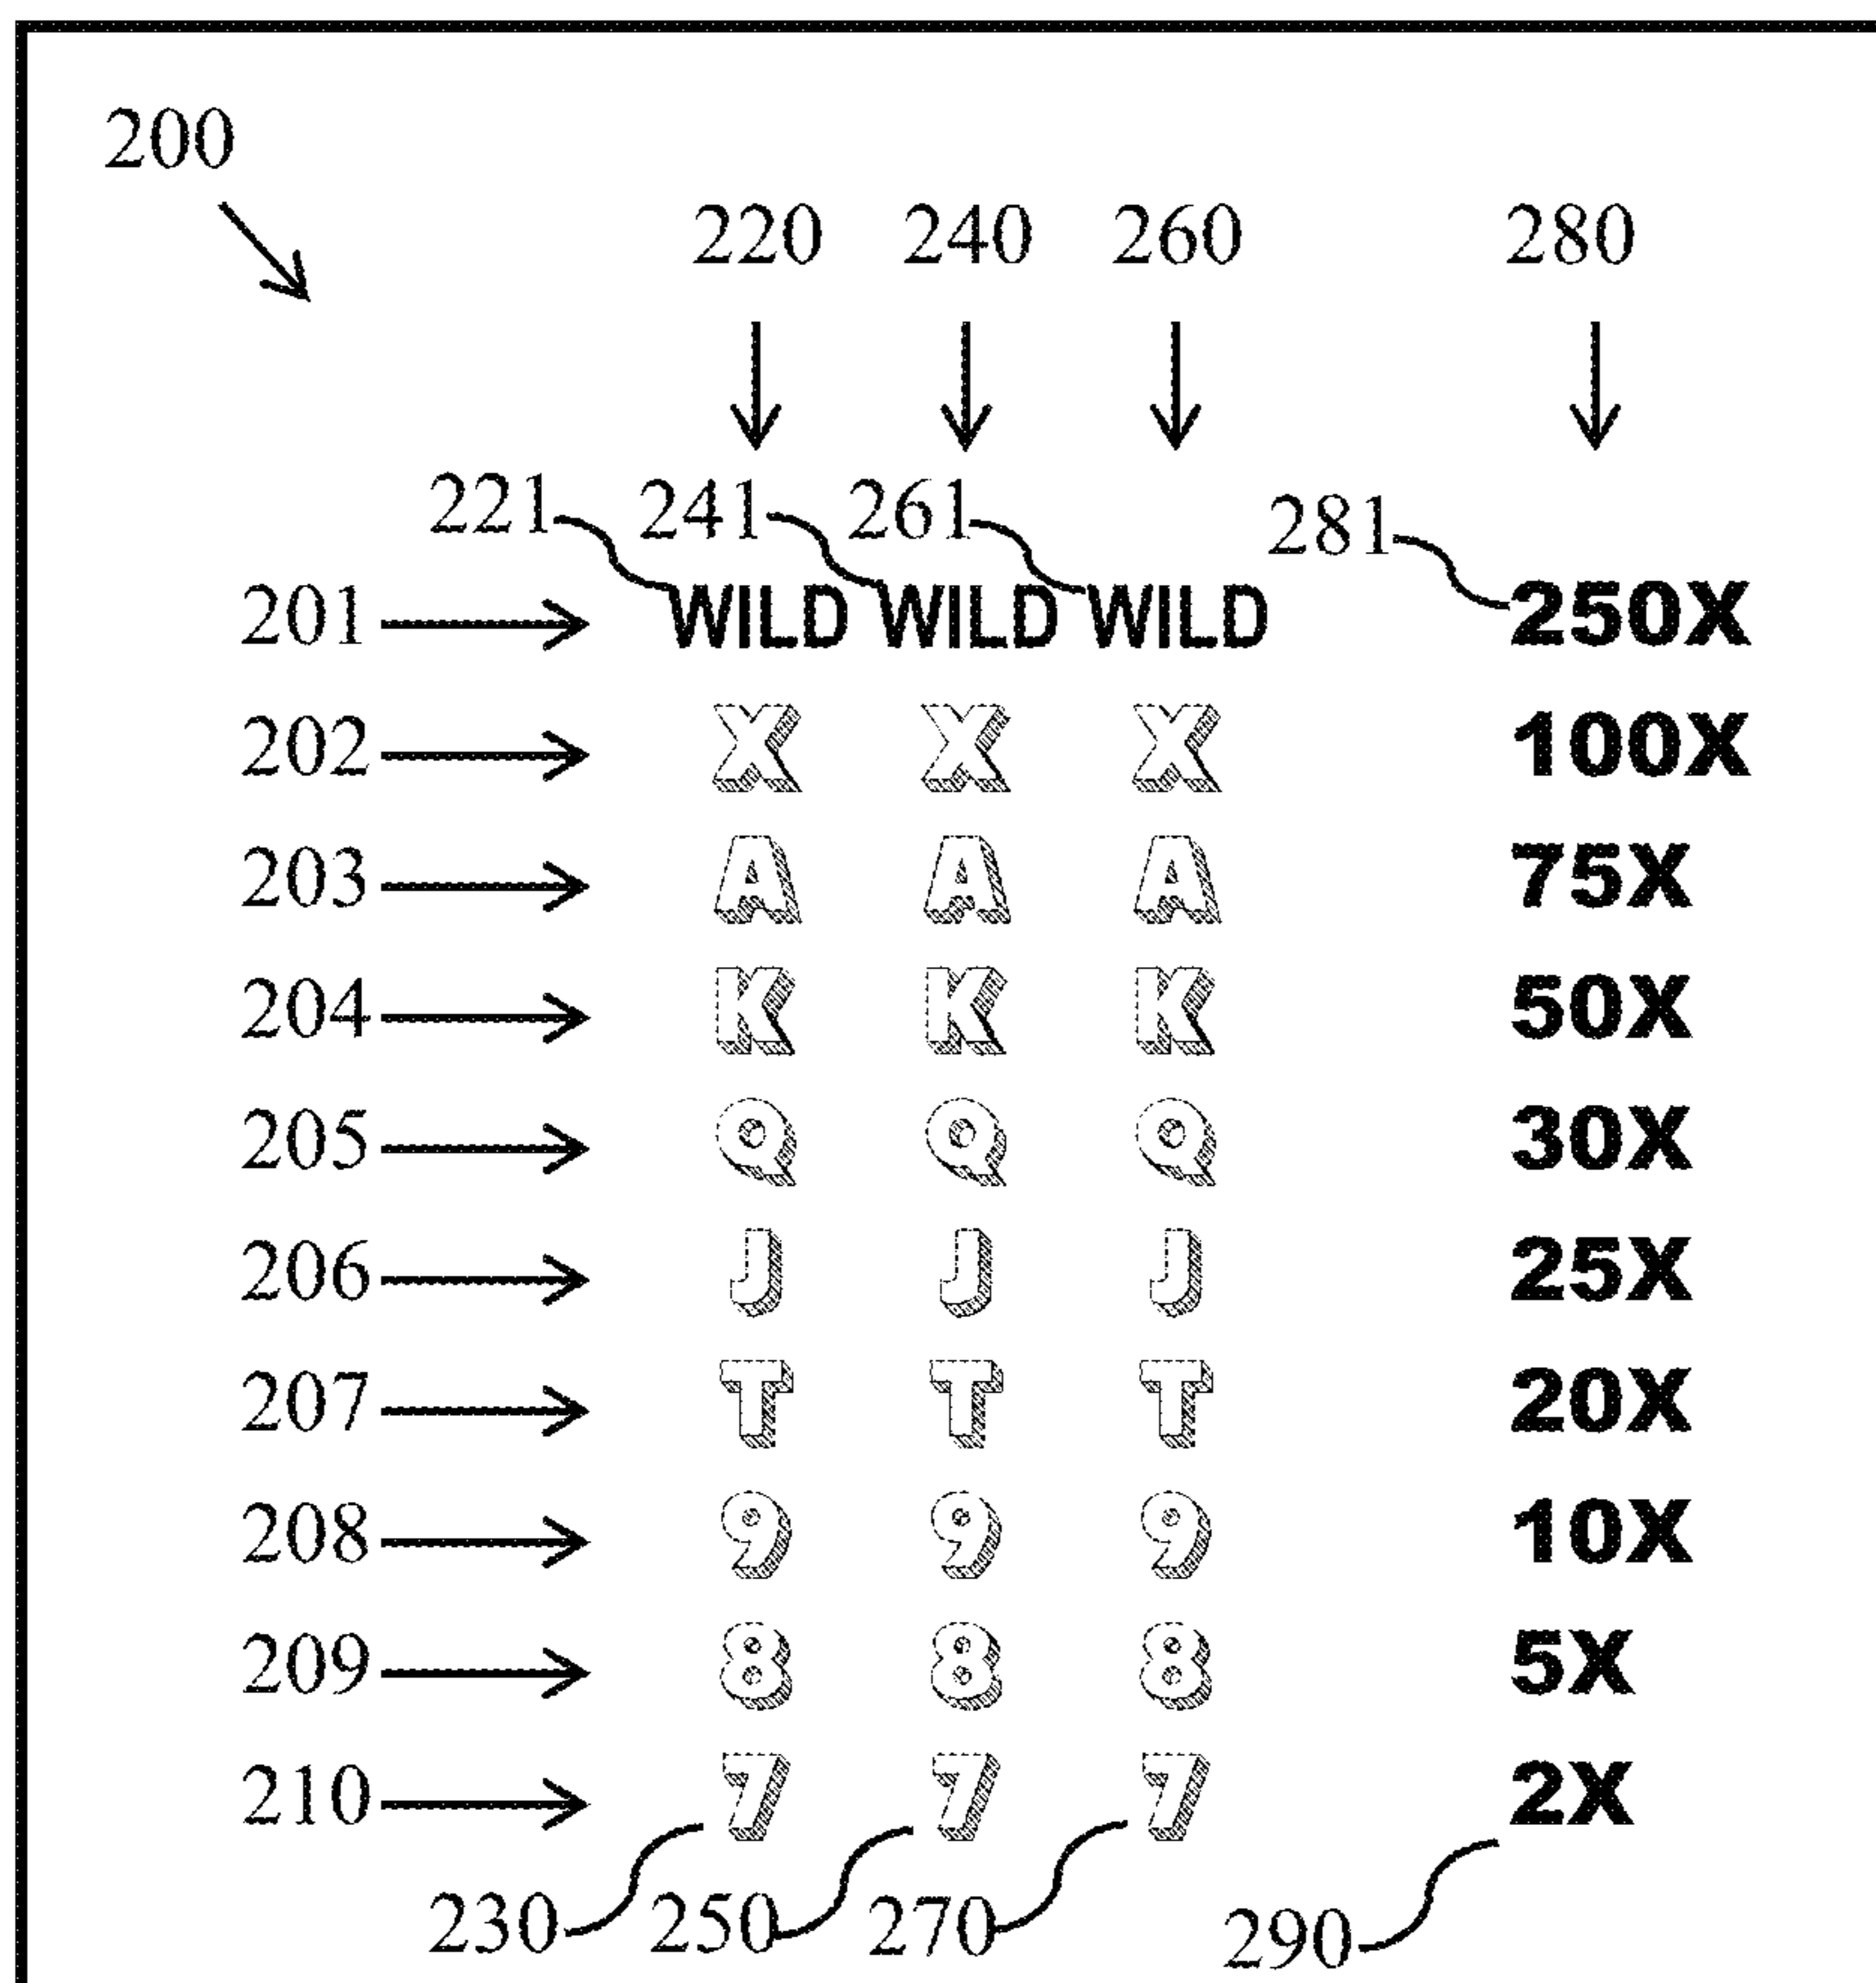 200
220 240 260 280
221 241 261 281
201 WILD WILD WILD 250X
202 X X X 100X
203 A A A 75X
204 K K K 50X
205 Q Q Q 30X
206 J J J 25X
207 T T T 20X
208 9 9 9 10X
209 8 8 8 5X
210 7 7 7 2X
230 250 270 290